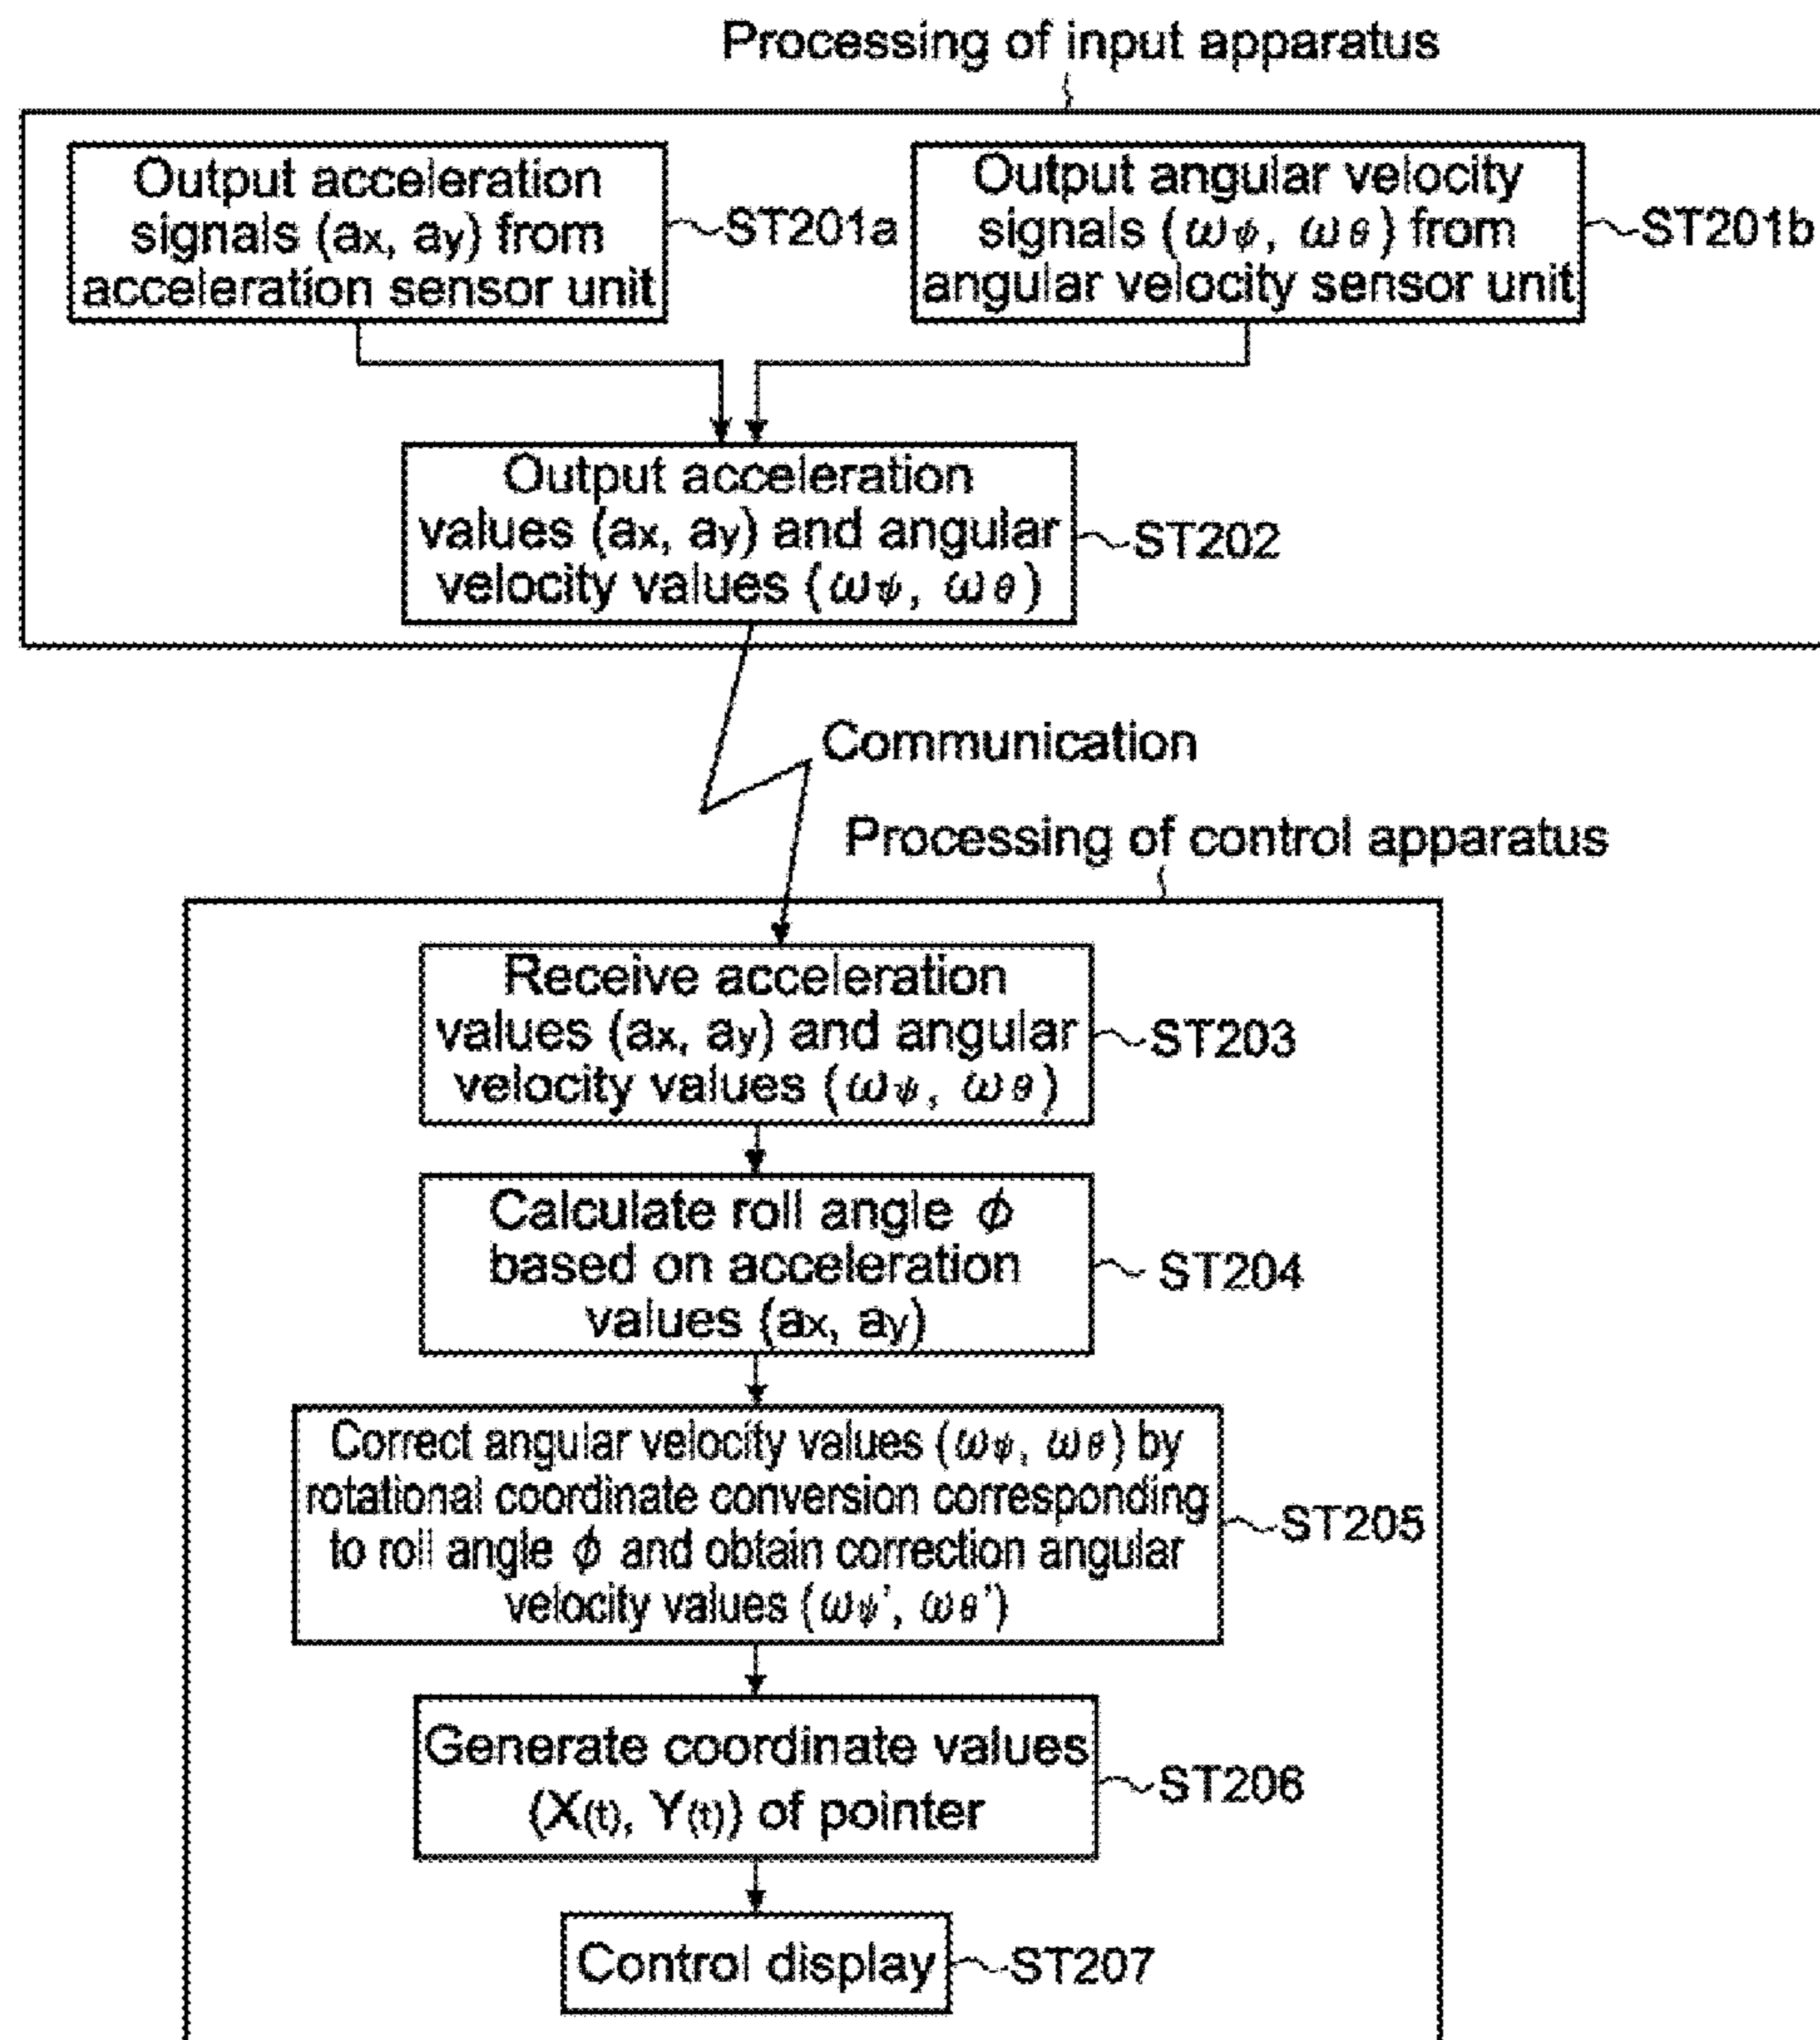 Processing of input apparatus
Output acceleration
signals (ax, ay) from
acceleration sensor unit
ST201a
Output angular velocity
signals (ωψ, ωθ) from
angular velocity sensor unit
ST201b
Output acceleration
values (ax, ay) and angular
velocity values (ωψ, ωθ)
ST202
Communication
Processing of control apparatus
Receive acceleration
values (ax, ay) and angular
velocity values (ωψ, ωθ)
ST203
Calculate roll angle ϕ
based on acceleration
values (ax, ay)
ST204
Correct angular velocity values (ωψ, ωθ) by
rotational coordinate conversion corresponding
to roll angle ϕ and obtain correction angular
velocity values (ωψ', ωθ')
ST205
Generate coordinate values
(X(t), Y(t)) of pointer
ST206
Control display
ST207